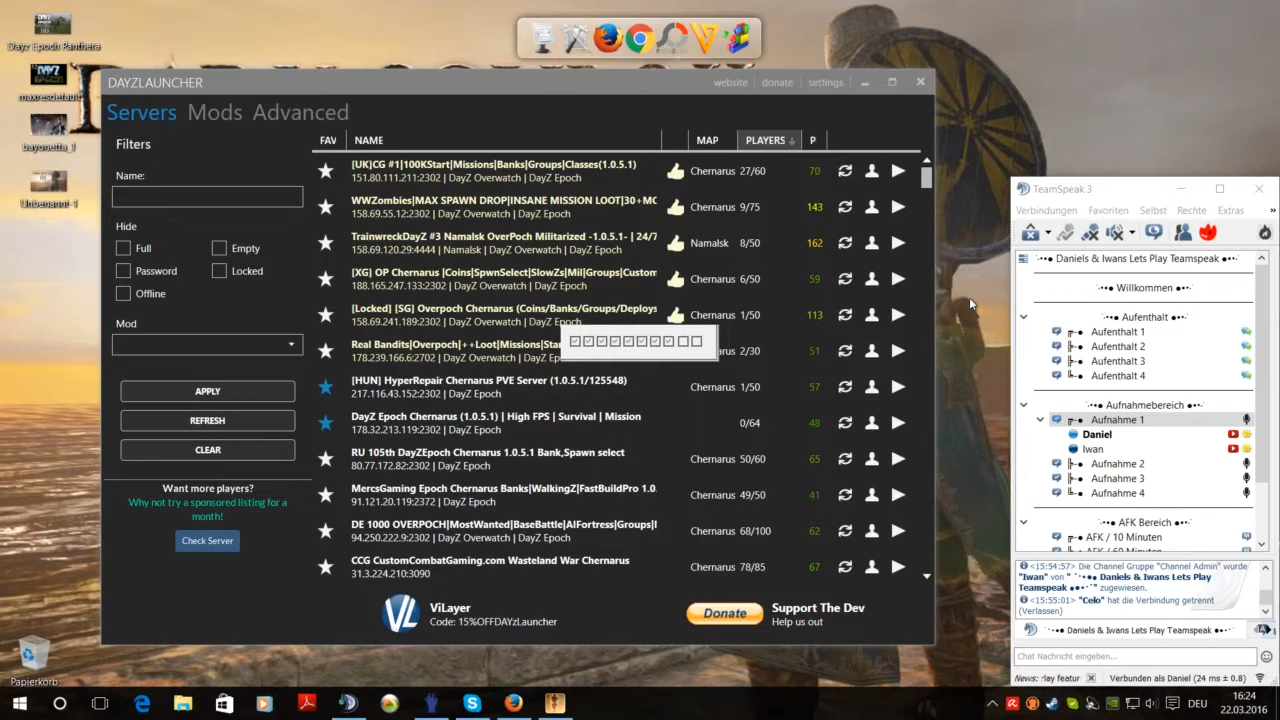 Dayz Epoch Panthera
maxresdefault
bayonetta_1
Unbenannt-1
Papierkorb
DAYZLAUNCHER
website donate settings
Servers Mods Advanced
Filters
Name:
Hide
Full Empty
Password Locked
Offline
Mod
APPLY
REFRESH
CLEAR
Want more players?
Why not try a sponsored listing for a
month!
Check Server
FAV NAME MAP PLAYERS P
[UK]CG #1|100KStart|Missions|Banks|Groups|Classes(1.0.5.1)
151.80.111.211:2302 | DayZ Overwatch | DayZ Epoch
Chernarus 27/60 70
WWZombies|MAX SPAWN DROP|INSANE MISSION LOOT|30+MC
158.69.55.12:2302 | DayZ Overwatch | DayZ Epoch
Chernarus 9/75 143
TrainwreckDayZ #3 Namalsk OverPoch Militarized -1.0.5.1- | 24/7
158.69.120.29:4444 | Namalsk | DayZ Overwatch | DayZ Epoch
Namalsk 8/50 162
[XG] OP Chernarus |Coins|SpwnSelect|SlowZs|Mil|Groups|Custom
188.165.247.133:2302 | DayZ Overwatch | DayZ Epoch
Chernarus 6/50 59
[Locked] [SG] Overpoch Chernarus (Coins/Banks/Groups/Deploys
158.69.241.189:2302 | DayZ Overwatch | DayZ Epoch
Chernarus 1/50 113
Real Bandits|Overpoch|++Loot|Missions|Sta
178.239.166.6:2702 | DayZ Overwatch | DayZ
arus 2/30 51
[HUN] HyperRepair Chernarus PVE Server (1.0.5.1/125548)
217.116.43.152:2302 | DayZ Epoch
Chernarus 1/50 57
DayZ Epoch Chernarus (1.0.5.1) | High FPS | Survival | Mission
178.32.213.119:2302 | DayZ Epoch
0/64 48
RU 105th DayZEpoch Chernarus 1.0.5.1 Bank,Spawn select
80.77.172.82:2302 | DayZ Epoch
Chernarus 50/60 65
MercsGaming Epoch Chernarus Banks|WalkingZ|FastBuildPro 1.0.
91.121.20.119:2372 | DayZ Epoch
Chernarus 49/50 41
DE 1000 OVERPOCH|MostWanted|BaseBattle|AIFortress|Groups|
94.250.222.9:2302 | DayZ Overwatch | DayZ Epoch
Chernarus 68/100 62
CCG CustomCombatGaming.com Wasteland War Chernarus
31.3.224.210:3090
Chernarus 78/85 67
ViLayer
Code: 15%OFFDAYzLauncher
Donate
Support The Dev
Help us out
TeamSpeak 3
Verbindungen Favoriten Selbst Rechte Extras »
Daniels & Iwans Lets Play Teamspeak
Willkommen
Aufenthalt
Aufenthalt 1
Aufenthalt 2
Aufenthalt 3
Aufenthalt 4
Aufnahmebereich
Aufnahme 1
Daniel
Iwan
Aufnahme 2
Aufnahme 3
Aufnahme 4
AFK Bereich
AFK / 10 Minuten
AFK / 60 Minuten
<15:54:57> Die Channel Gruppe "Channel Admin" wurde
"Iwan" von "·•●● Daniels & Iwans Lets Play
Teamspeak ●●•·" zugewiesen.
<15:55:01> "Celo" hat die Verbindung getrennt
(Verlassen)
Daniels & Iwans Lets Play Teamspeak
Chat Nachricht eingeben...
News: rlay featur Verbunden als Daniel (24 ms ± 0.8)
DEU
16:24
22.03.2016